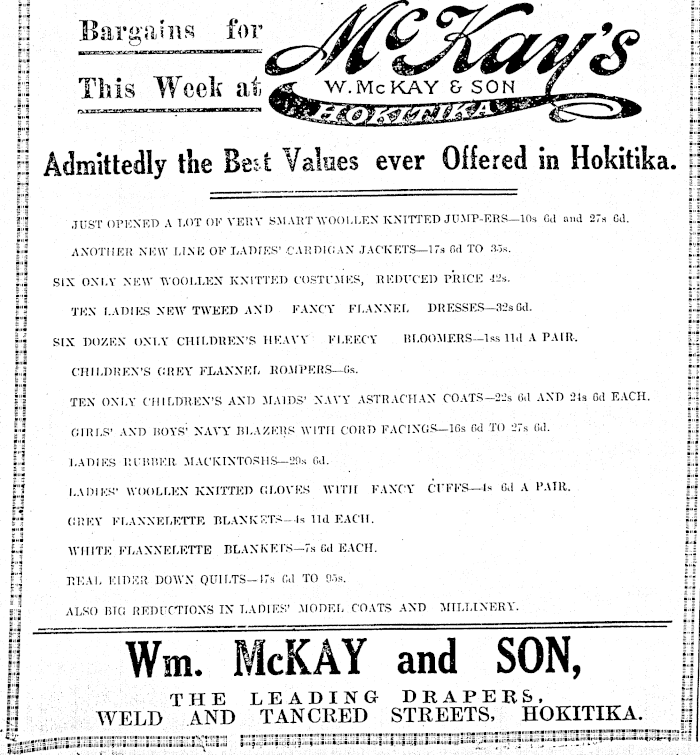 Bargains for
This Week at
McKay's
W. McKAY & SON
HOKITIKA
Admittedly the Best Values ever Offered in Hokitika.
JUST OPENED A LOT OF VERY SMART WOOLLEN KNITTED JUMP-ERS—10s 6d and 27s 6d.
ANOTHER NEW LINE OF LADIES' CARDIGAN JACKETS—17s 6d TO 35s.
SIX ONLY NEW WOOLLEN KNITTED COSTUMES, REDUCED PRICE 42s.
TEN LADIES NEW TWEED AND FANCY FLANNEL DRESSES—32s 6d.
SIX DOZEN ONLY CHILDREN'S HEAVY FLEECY BLOOMERS—1ss 11d A PAIR.
CHILDREN'S GREY FLANNEL ROMPERS—6s.
TEN ONLY CHILDREN'S AND MAIDS' NAVY ASTRACHAN COATS—22s 6d AND 24s 6d EACH.
GIRLS' AND BOYS' NAVY BLAZERS WITH CORD FACINGS—16s 6d TO 27s 6d.
LADIES RUBBER MACKINTOSHS—29s 6d.
LADIES' WOOLLEN KNITTED GLOVES WITH FANCY CUFFS—4s 6d A PAIR.
GREY FLANNELETTE BLANKETS—4s 11d EACH.
WHITE FLANNELETTE BLANKETS—7s 6d EACH.
REAL EIDER DOWN QUILTS—47s 6d TO 95s.
ALSO BIG REDUCTIONS IN LADIES' MODEL COATS AND MILLINERY.
Wm. McKAY and SON,
THE LEADING DRAPERS,
WELD AND TANCRED STREETS, HOKITIKA.